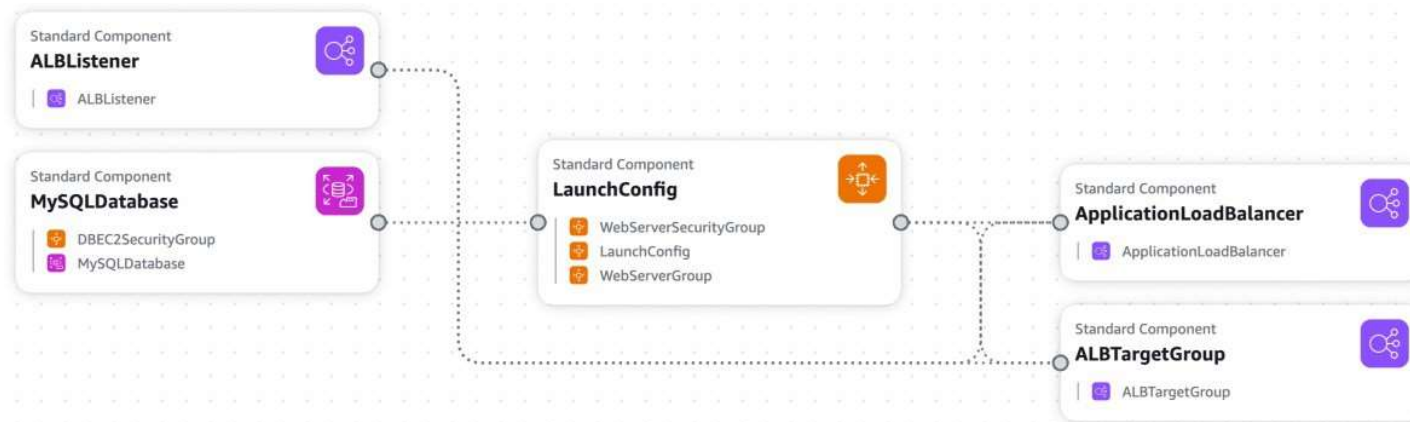 Standard Component
ALBListener
ALBListener
Standard Component
MySQLDatabase
DBEC2SecurityGroup
MySQLDatabase
Standard Component
LaunchConfig
WebServerSecurityGroup
LaunchConfig
WebServerGroup
Standard Component
ApplicationLoadBalancer
ApplicationLoadBalancer
Standard Component
ALBTargetGroup
ALBTargetGroup